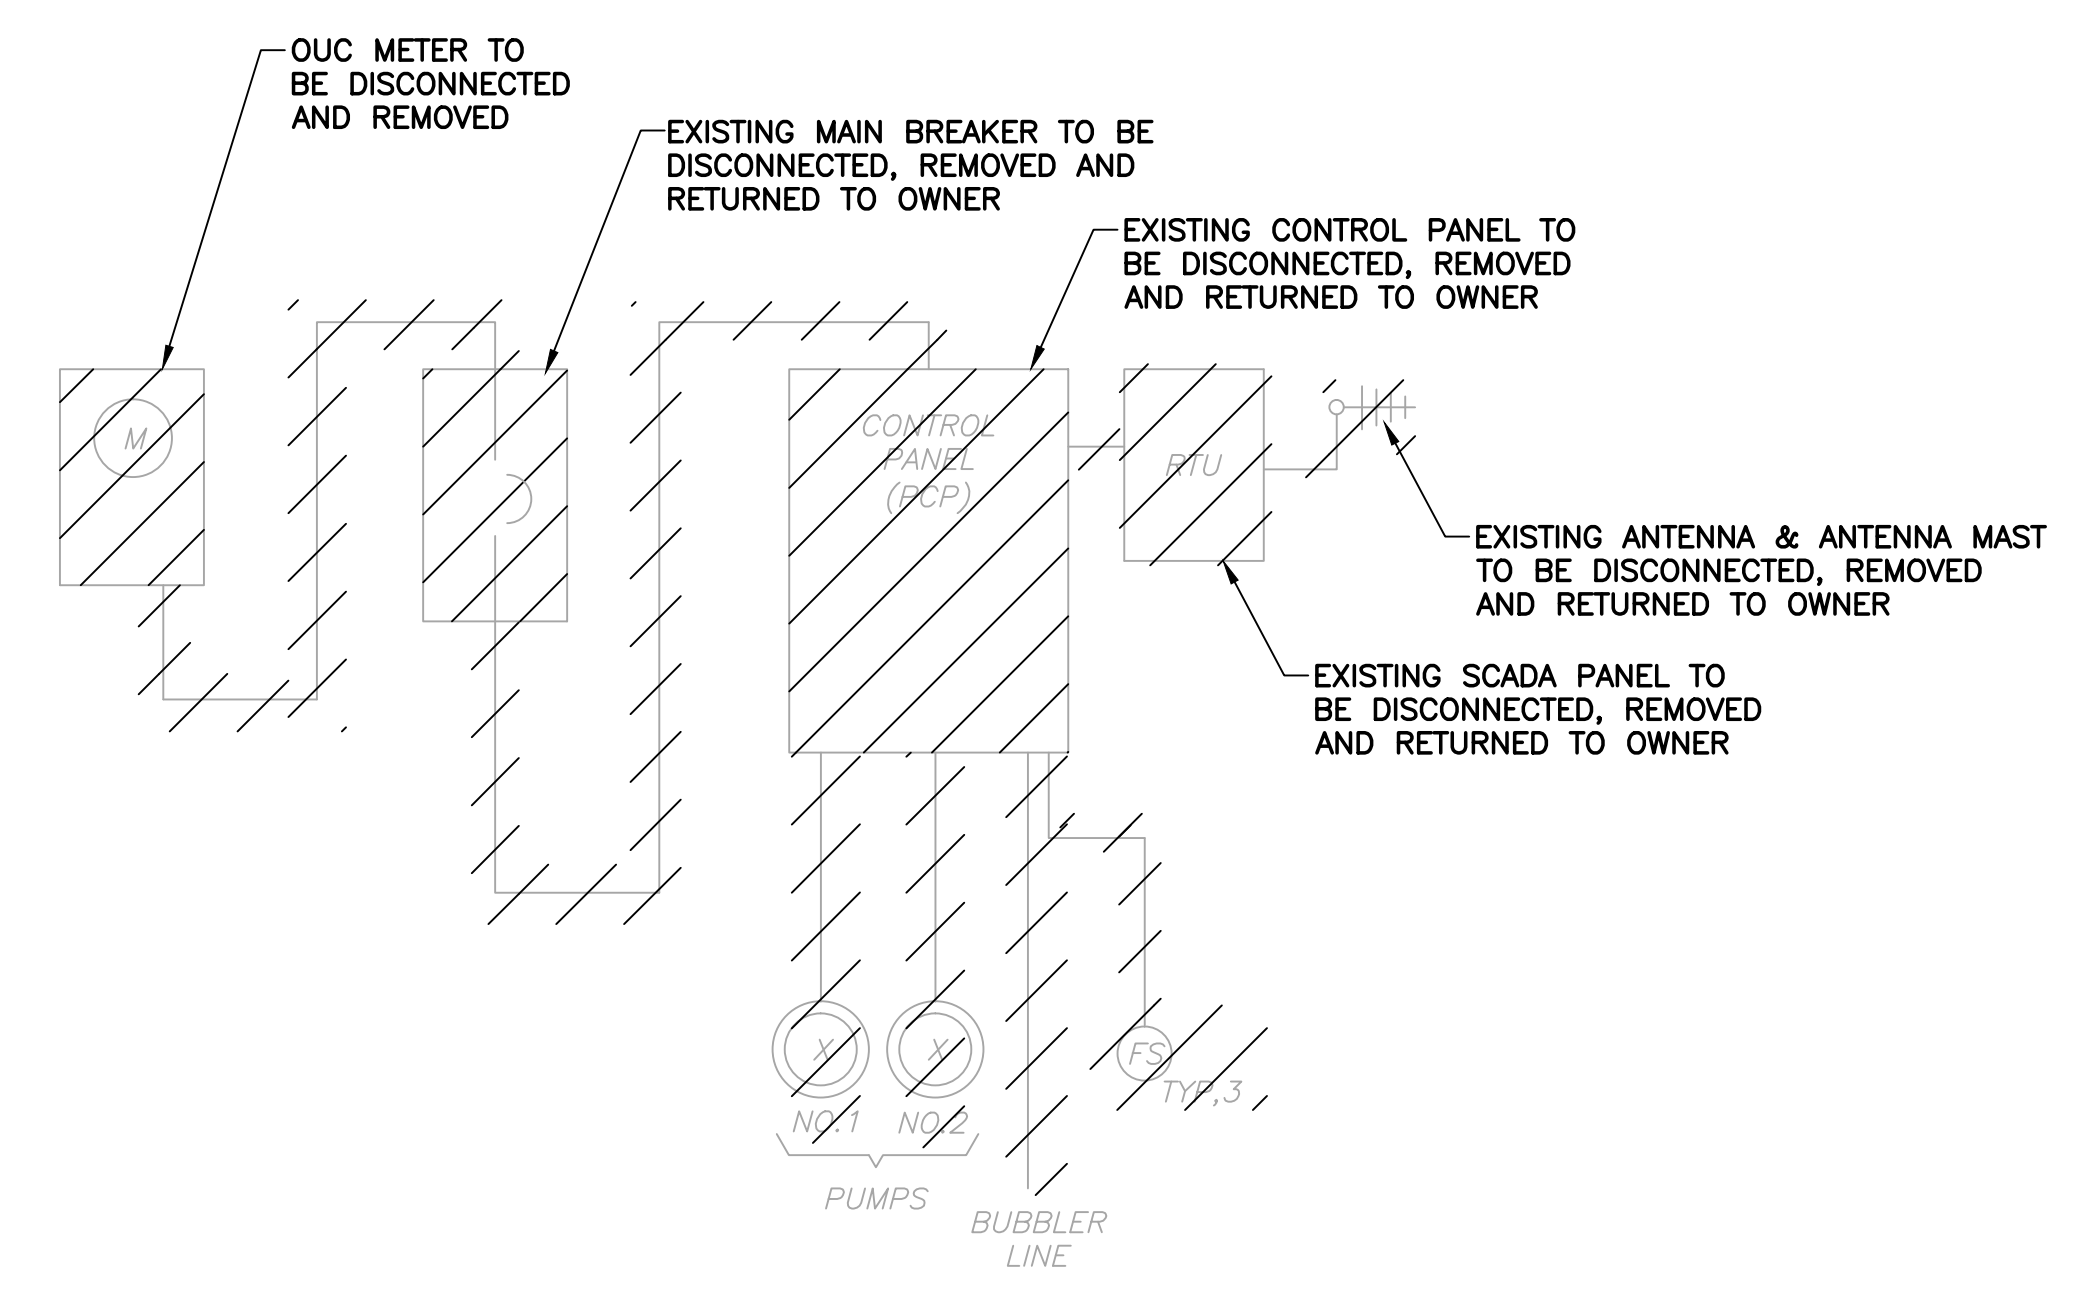 OUC METER TO
BE DISCONNECTED
AND REMOVED
EXISTING MAIN BREAKER TO BE
DISCONNECTED, REMOVED AND
RETURNED TO OWNER
EXISTING CONTROL PANEL TO
BE DISCONNECTED, REMOVED
AND RETURNED TO OWNER
M
CONTROL
PANEL
(PCP)
RTU
EXISTING ANTENNA & ANTENNA MAST
TO BE DISCONNECTED, REMOVED
AND RETURNED TO OWNER
EXISTING SCADA PANEL TO
BE DISCONNECTED, REMOVED
AND RETURNED TO OWNER
X
X
FS
TYP,3
NO.1
NO.2
PUMPS
BUBBLER
LINE